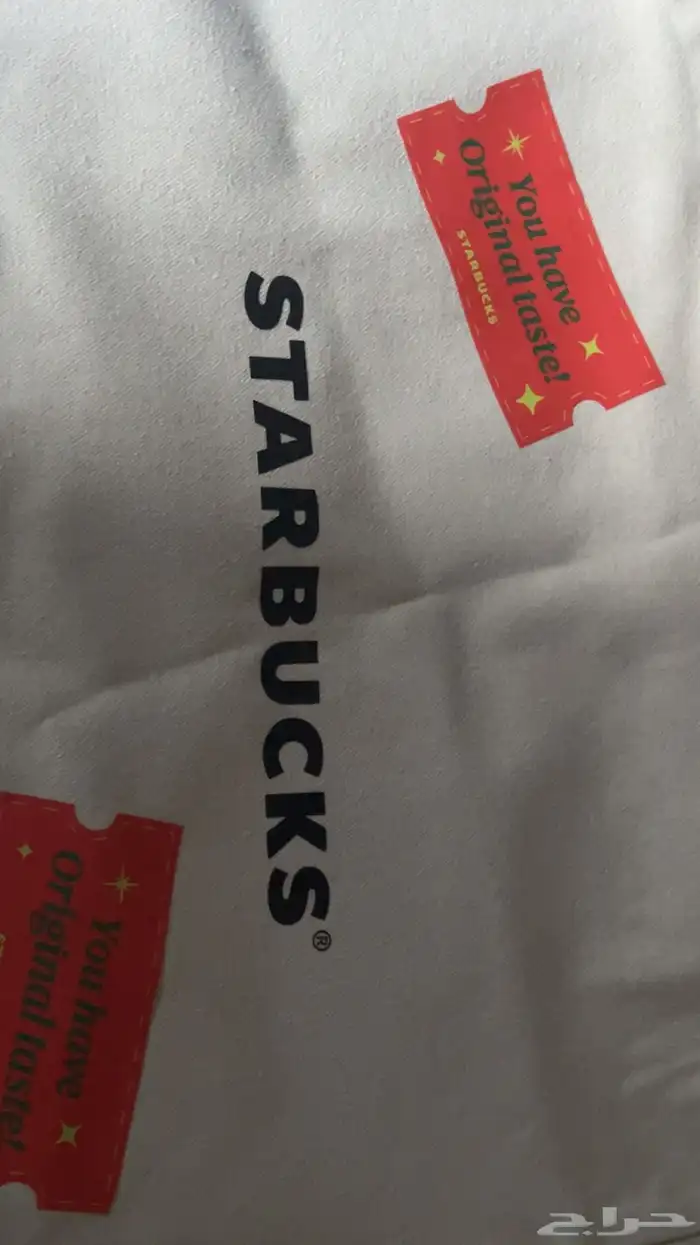 You have
Original taste!
STARBUCKS
STARBUCKS®
You have
Original taste!
حراج